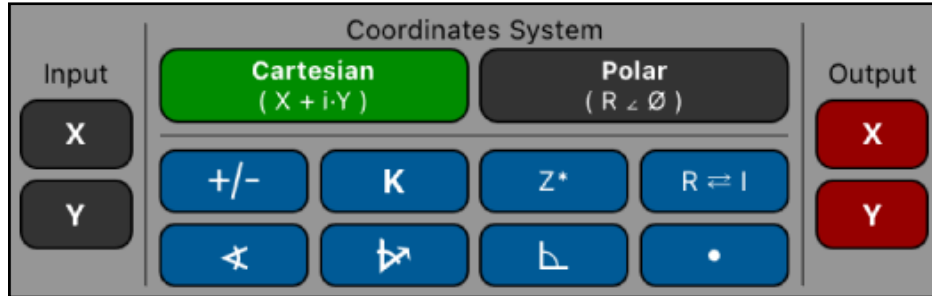 Coordinates System
Input
Cartesian
( X + i·Y )
Polar
( R ∠ Ø )
Output
X
X
+/-
K
Z*
R ⇄ I
Y
Y